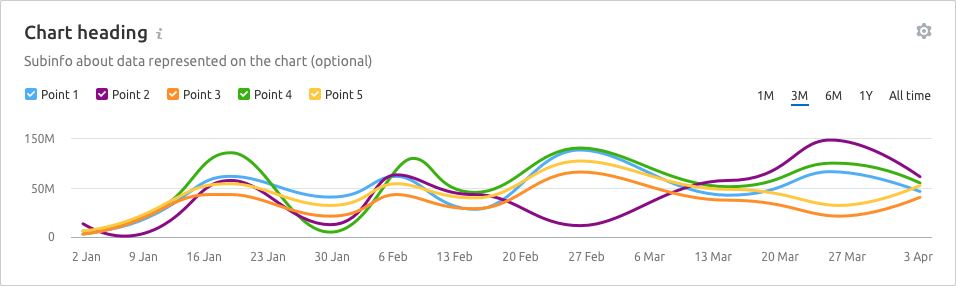 Chart heading i
Subinfo about data represented on the chart (optional)
Point 1 Point 2 Point 3 Point 4 Point 5
1M 3M 6M 1Y All time
150M
50M
0
2 Jan 9 Jan 16 Jan 23 Jan 30 Jan 6 Feb 13 Feb 20 Feb 27 Feb 6 Mar 13 Mar 20 Mar 27 Mar 3 Apr